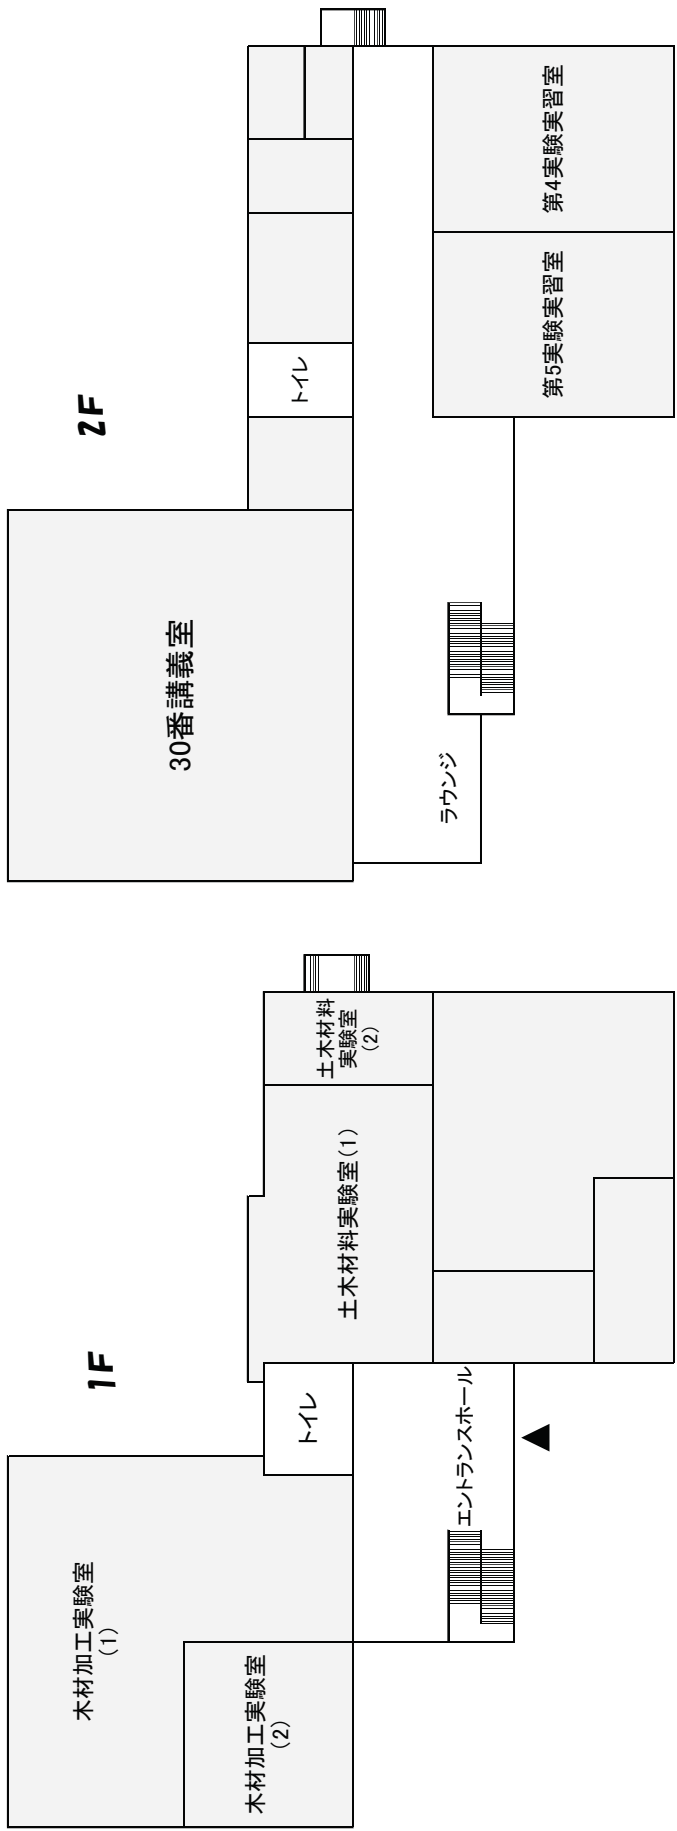 2F
第4実験実習室
第5実験実習室
トイレ
30番講義室
ラウンジ
1F
土木材料
実験室
(2)
土木材料実験室(1)
トイレ
エントランスホール
木材加工実験室
(1)
木材加工実験室
(2)